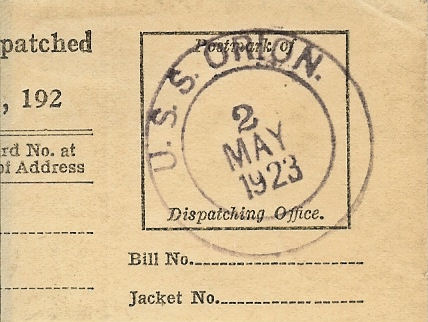 patched
, 192
rd No. at
of Address
Postmark of
U.S.S. ORION.
2
MAY
1923
Dispatching Office.
Bill No.
Jacket No.